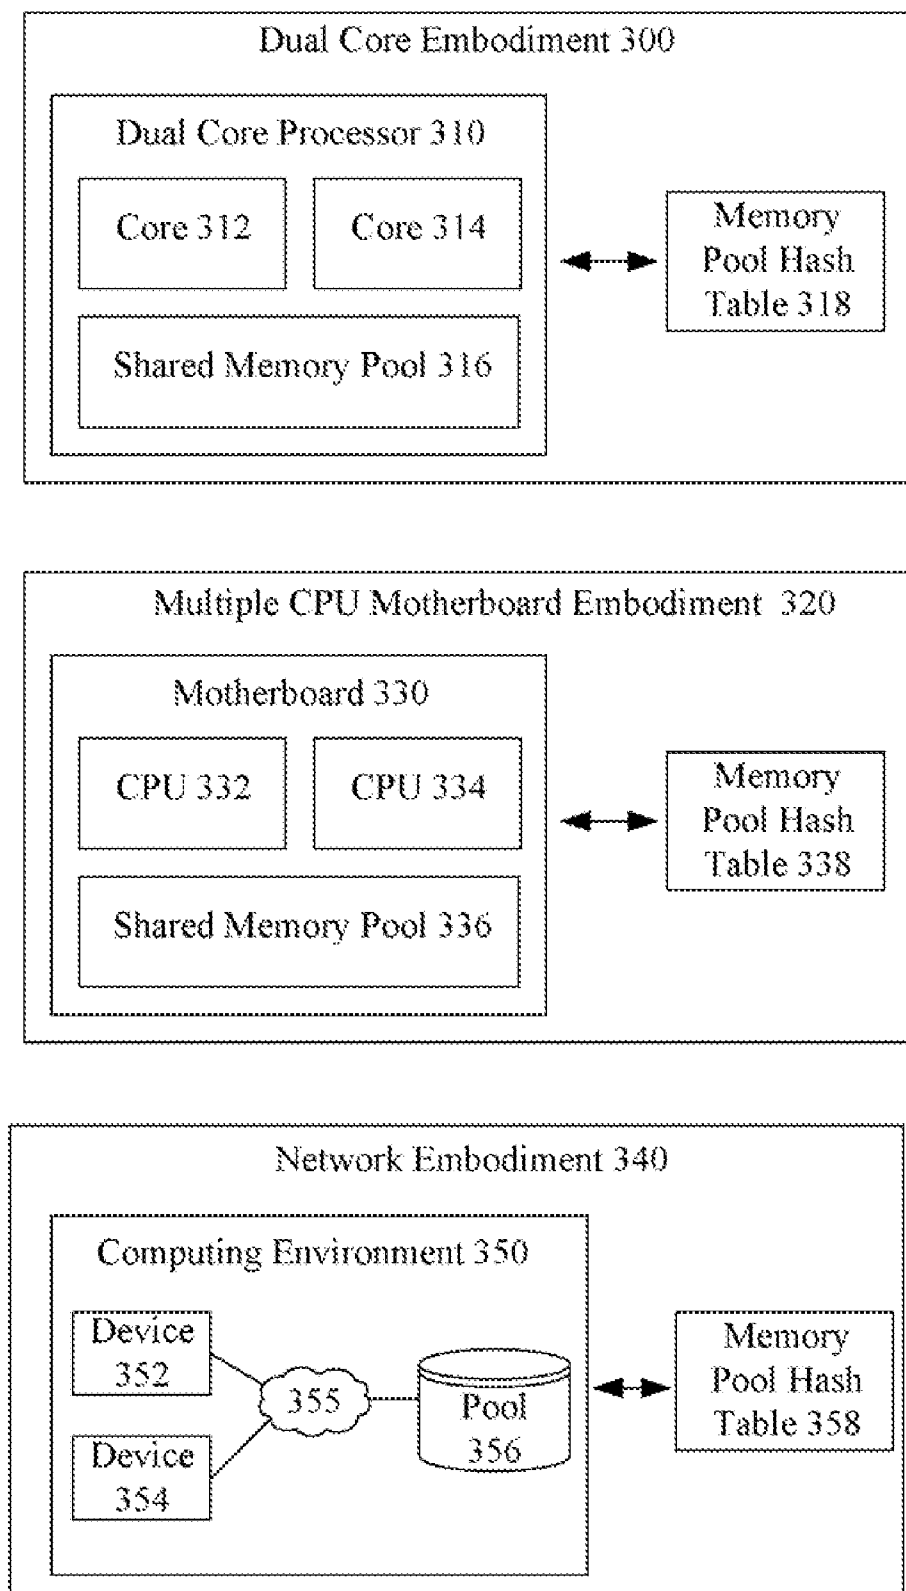 Dual Core Embodiment 300
Dual Core Processor 310
Core 312
Core 314
Memory
Pool Hash
Table 318
Shared Memory Pool 316
Multiple CPU Motherboard Embodiment 320
Motherboard 330
CPU 332
CPU 334
Memory
Pool Hash
Table 338
Shared Memory Pool 336
Network Embodiment 340
Computing Environment 350
Device
352
355
Pool
356
Memory
Pool Hash
Table 358
Device
354